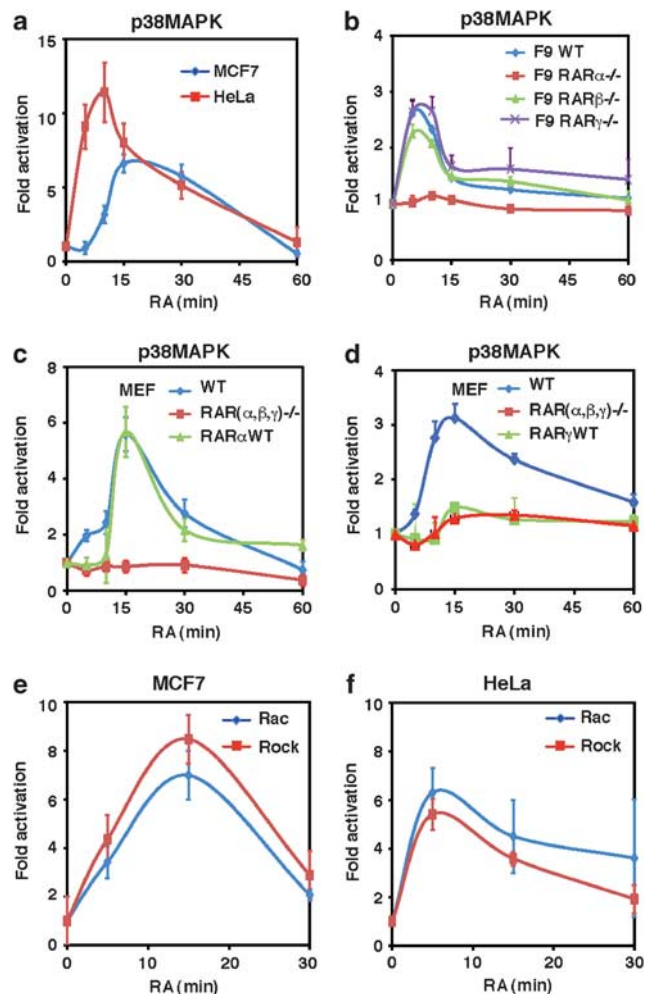 a
p38MAPK
15
10
5
0
Fold activation
MCF7
HeLa
0 15 30 45 60
RA (min)
b
p38MAPK
4
3
2
1
0
Fold activation
F9 WT
F9 RARα-/-
F9 RARβ-/-
F9 RARγ-/-
0 15 30 45 60
RA (min)
c
p38MAPK
8
6
4
2
0
Fold activation
MEF
WT
RAR(α,β,γ)-/-
RARαWT
0 15 30 45 60
RA (min)
d
p38MAPK
4
3
2
1
0
Fold activation
MEF
WT
RAR(α,β,γ)-/-
RARγWT
0 15 30 45 60
RA (min)
e
MCF7
10
8
6
4
2
0
Fold activation
Rac
Rock
0 10 20 30
RA (min)
f
HeLa
10
8
6
4
2
0
Fold activation
Rac
Rock
0 10 20 30
RA (min)